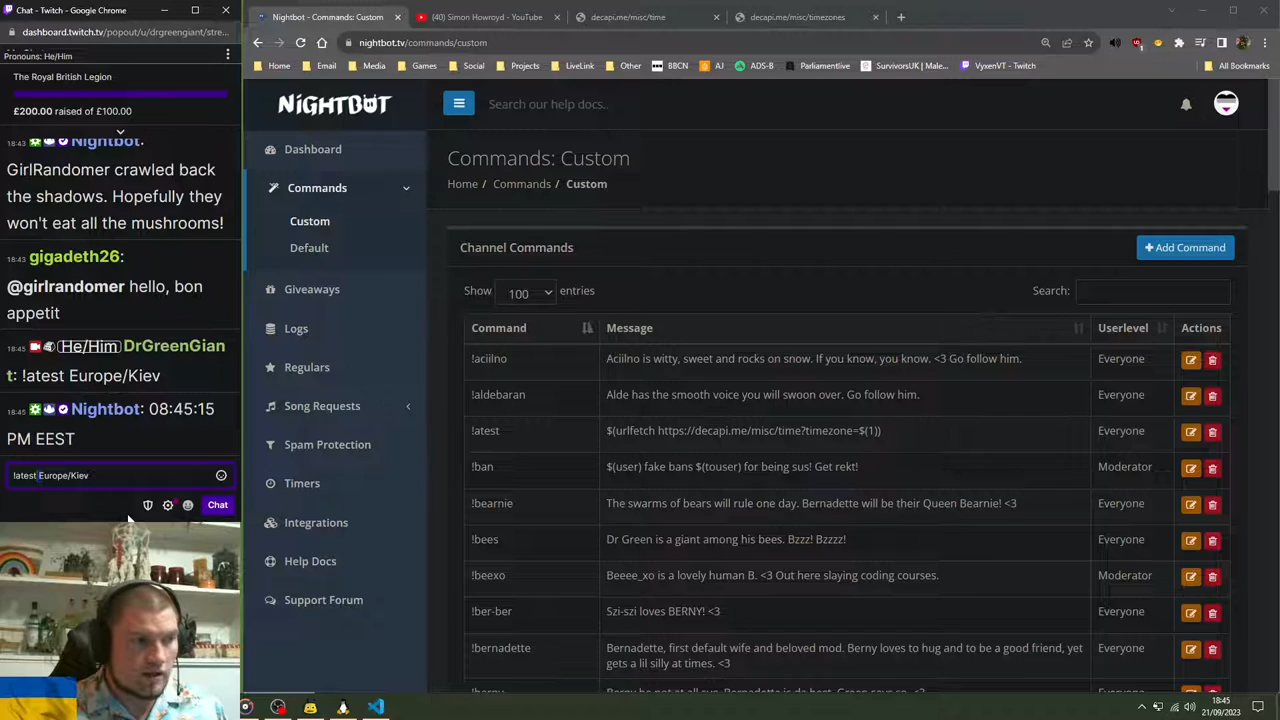 Chat - Twitch - Google Chrome
dashboard.twitch.tv/popout/u/drgreengiant/stre...
Pronouns: He/Him
The Royal British Legion
£200.00 raised of £100.00
18:43 Nightbot:
GirlRandomer crawled back
the shadows. Hopefully they
won't eat all the mushrooms!
18:43 gigadeth26:
@girlrandomer hello, bon
appetit
18:45 (He/Him) DrGreenGian
t: !atest Europe/Kiev
18:45 Nightbot: 08:45:15
PM EEST
!atest Europe/Kiev
Chat
Nightbot - Commands: Custom
(40) Simon Howroyd - YouTube
decapi.me/misc/time
decapi.me/misc/timezones
nightbot.tv/commands/custom
Home
Email
Media
Games
Social
Projects
LiveLink
Other
BBCN
AJ
ADS-B
Parliamentlive
SurvivorsUK | Male...
VyxenVT - Twitch
All Bookmarks
NIGHTBOT
Search our help docs..
Dashboard
Commands
Custom
Default
Giveaways
Logs
Regulars
Song Requests
Spam Protection
Timers
Integrations
Help Docs
Support Forum
Commands: Custom
Home / Commands / Custom
Channel Commands
Add Command
Show 100 entries
Search:
Command Message Userlevel Actions
!aciilno Aciilno is witty, sweet and rocks on snow. If you know, you know. <3 Go follow him. Everyone
!aldebaran Alde has the smooth voice you will swoon over. Go follow him. Everyone
!atest $(urlfetch https://decapi.me/misc/time?timezone=$(1)) Everyone
!ban $(user) fake bans $(touser) for being sus! Get rekt! Moderator
!bearnie The swarms of bears will rule one day. Bernadette will be their Queen Bearnie! <3 Everyone
!bees Dr Green is a giant among his bees. Bzzz! Bzzzz! Everyone
!beexo Beeee_xo is a lovely human B. <3 Out here slaying coding courses. Moderator
!ber-ber Szi-szi loves BERNY! <3 Everyone
!bernadette Bernadette, first default wife and beloved mod. Berny loves to hug and to be a good friend, yet Everyone
gets a lil silly at times. <3
18:45
21/09/2023